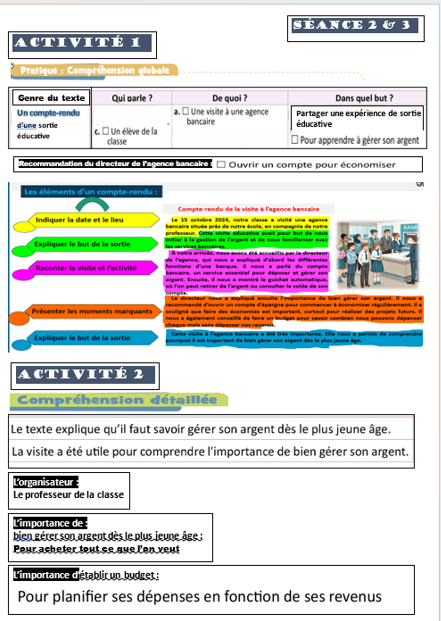 SÉANCE 2 & 3
ACTIVITÉ 1
Pratique : Compréhension globale
Genre du texte
Qui parle ?
De quoi ?
Dans quel but ?
Un compte-rendu
d'une sortie
éducative
c. ☐ Un élève de la
classe
a. ☐ Une visite à une agence
bancaire
Partager une expérience de sortie
éducative
☐ Pour apprendre à gérer son argent
Recommandation du directeur de l'agence bancaire : ☐ Ouvrir un compte pour économiser
Les éléments d'un compte-rendu :
Indiquer la date et le lieu
Expliquer le but de la sortie
Raconter la visite et l'activité
Présenter les moments marquants
Expliquer le but de la sortie
Compte-rendu de la visite à l'agence bancaire
Le 15 octobre 2024, notre classe a visité une agence
bancaire située près de notre école, en compagnie de notre
professeur. Cette visite avait pour but de nous
initier à la gestion de l'argent et de nous familiariser avec
les services bancaires.
À notre arrivée, nous avons été accueillis par le directeur
de l'agence, qui nous a expliqué d'abord les différentes
fonctions d'une banque. Il nous a parlé du compte
bancaire, un service essentiel pour déposer et gérer son
argent. Ensuite, il nous a montré le guichet automatique,
où l'on peut retirer de l'argent ou consulter le solde de son
compte.
Le directeur nous a expliqué ensuite l'importance de bien gérer son argent. Il nous a
recommandé d'ouvrir un compte d'épargne pour commencer à économiser régulièrement. Il a
souligné que faire des économies est important, surtout pour réaliser des projets futurs. Il
nous a également conseillé de faire un budget pour savoir combien nous pouvons dépenser
chaque mois sans dépasser nos revenus.
Cette visite à l'agence bancaire a été très importante. Elle nous a permis de comprendre
pourquoi il est important de bien gérer son argent dès le plus jeune âge.
BANK
ACTIVITÉ 2
Compréhension détaillée
Le texte explique qu'il faut savoir gérer son argent dès le plus jeune âge.
La visite a été utile pour comprendre l'importance de bien gérer son argent.
L'organisateur :
Le professeur de la classe
L'importance de :
bien gérer son argent dès le plus jeune âge :
Pour acheter tout ce que l'on veut
L'importance d'établir un budget :
Pour planifier ses dépenses en fonction de ses revenus